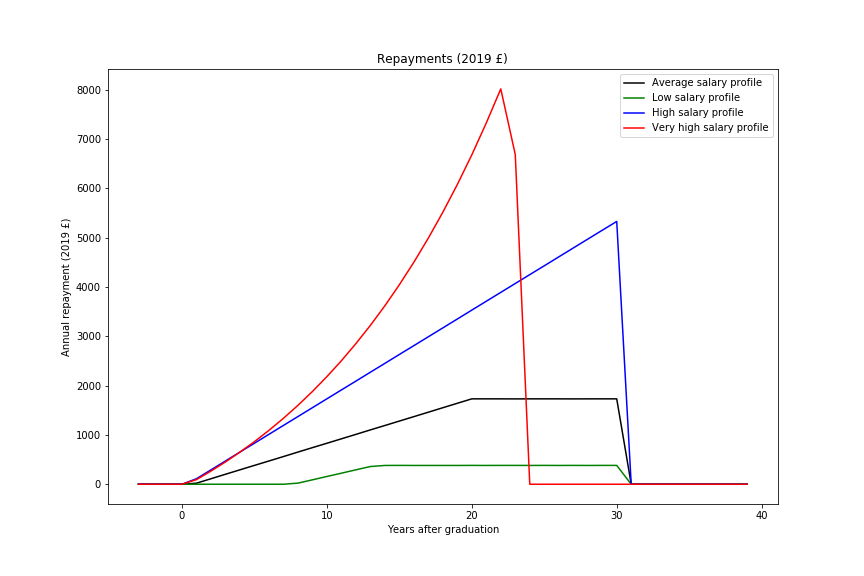 Repayments (2019 £)
Average salary profile
Low salary profile
High salary profile
Very high salary profile
Annual repayment (2019 £)
8000
7000
6000
5000
4000
3000
2000
1000
0
0 10 20 30 40
Years after graduation